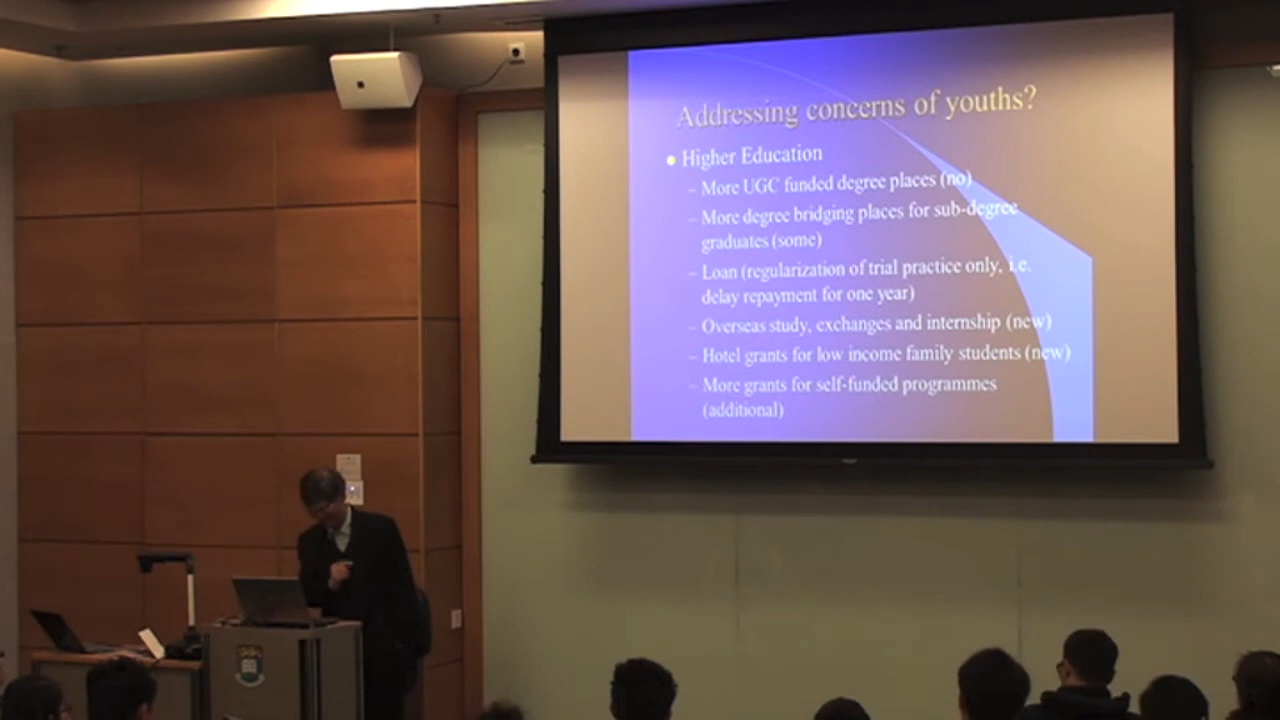 Addressing concerns of youths?
● Higher Education
– More UGC funded degree places (no)
– More degree bridging places for sub-degree
graduates (some)
– Loan (regularization of trial practice only, i.e.
delay repayment for one year)
– Overseas study, exchanges and internship (new)
– Hotel grants for low income family students (new)
– More grants for self-funded programmes
(additional)